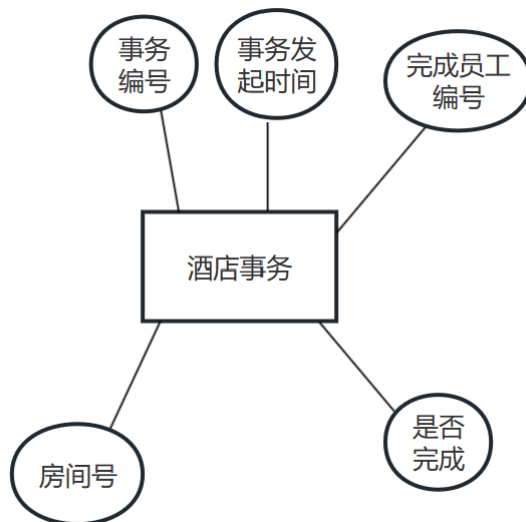 事务
编号
事务发
起时间
完成员工
编号
酒店事务
房间号
是否
完成